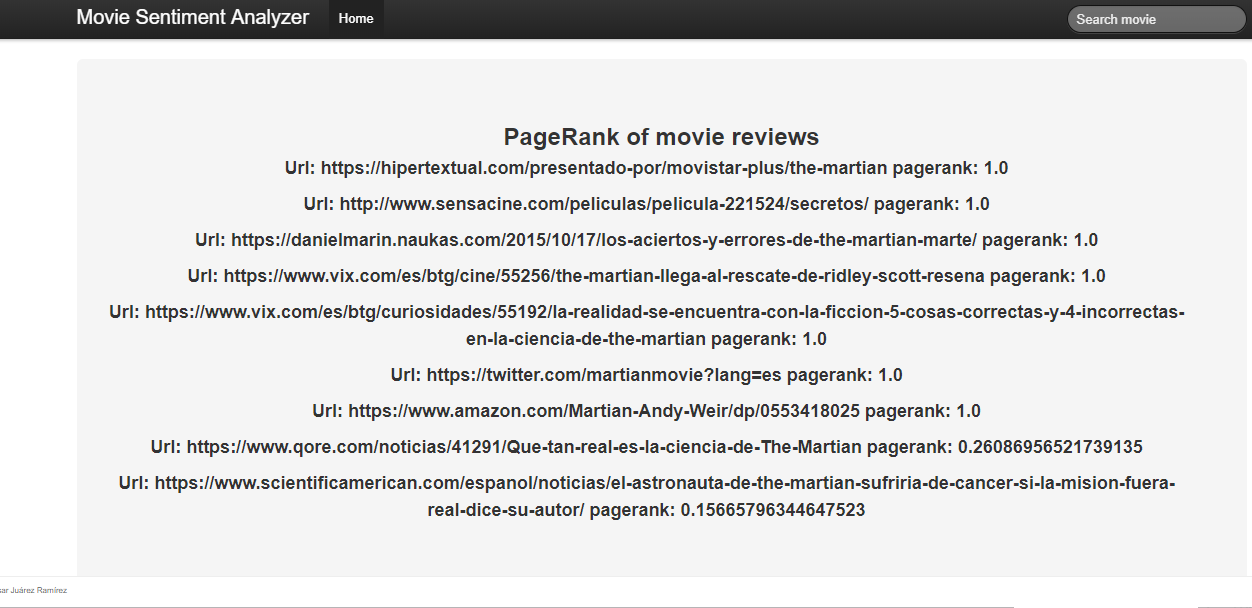 Movie Sentiment Analyzer Home Search movie
PageRank of movie reviews
Url: https://hipertextual.com/presentado-por/movistar-plus/the-martian pagerank: 1.0
Url: http://www.sensacine.com/peliculas/pelicula-221524/secretos/ pagerank: 1.0
Url: https://danielmarin.naukas.com/2015/10/17/los-aciertos-y-errores-de-the-martian-marte/ pagerank: 1.0
Url: https://www.vix.com/es/btg/cine/55256/the-martian-llega-al-rescate-de-ridley-scott-resena pagerank: 1.0
Url: https://www.vix.com/es/btg/curiosidades/55192/la-realidad-se-encuentra-con-la-ficcion-5-cosas-correctas-y-4-incorrectas-
en-la-ciencia-de-the-martian pagerank: 1.0
Url: https://twitter.com/martianmovie?lang=es pagerank: 1.0
Url: https://www.amazon.com/Martian-Andy-Weir/dp/0553418025 pagerank: 1.0
Url: https://www.qore.com/noticias/41291/Que-tan-real-es-la-ciencia-de-The-Martian pagerank: 0.26086956521739135
Url: https://www.scientificamerican.com/espanol/noticias/el-astronauta-de-the-martian-sufriria-de-cancer-si-la-mision-fuera-
real-dice-su-autor/ pagerank: 0.15665796344647523
Juárez Ramírez